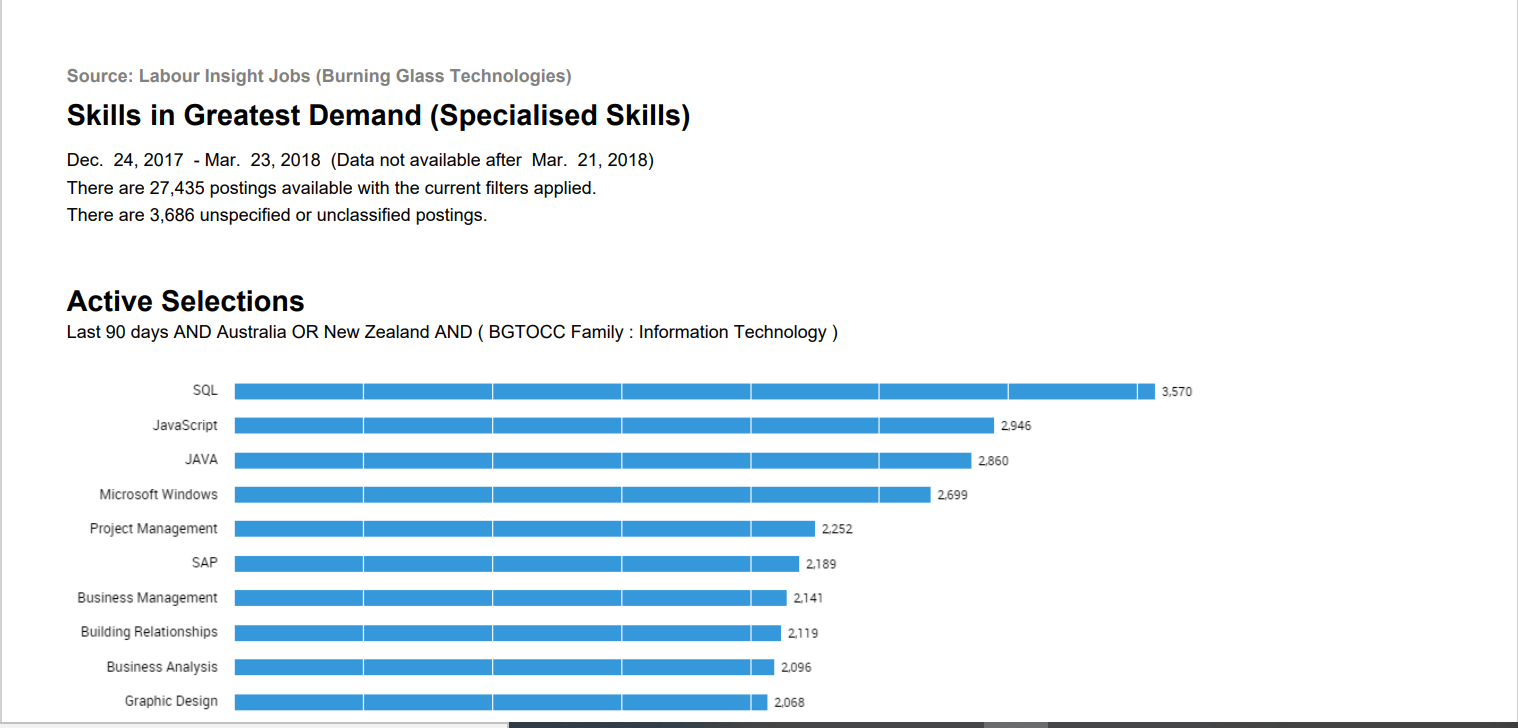 Source: Labour Insight Jobs (Burning Glass Technologies)
Skills in Greatest Demand (Specialised Skills)
Dec. 24, 2017 - Mar. 23, 2018 (Data not available after Mar. 21, 2018)
There are 27,435 postings available with the current filters applied.
There are 3,686 unspecified or unclassified postings.
Active Selections
Last 90 days AND Australia OR New Zealand AND ( BGTOCC Family : Information Technology )
SQL 3,570
JavaScript 2,946
JAVA 2,860
Microsoft Windows 2,699
Project Management 2,252
SAP 2,189
Business Management 2,141
Building Relationships 2,119
Business Analysis 2,096
Graphic Design 2,068